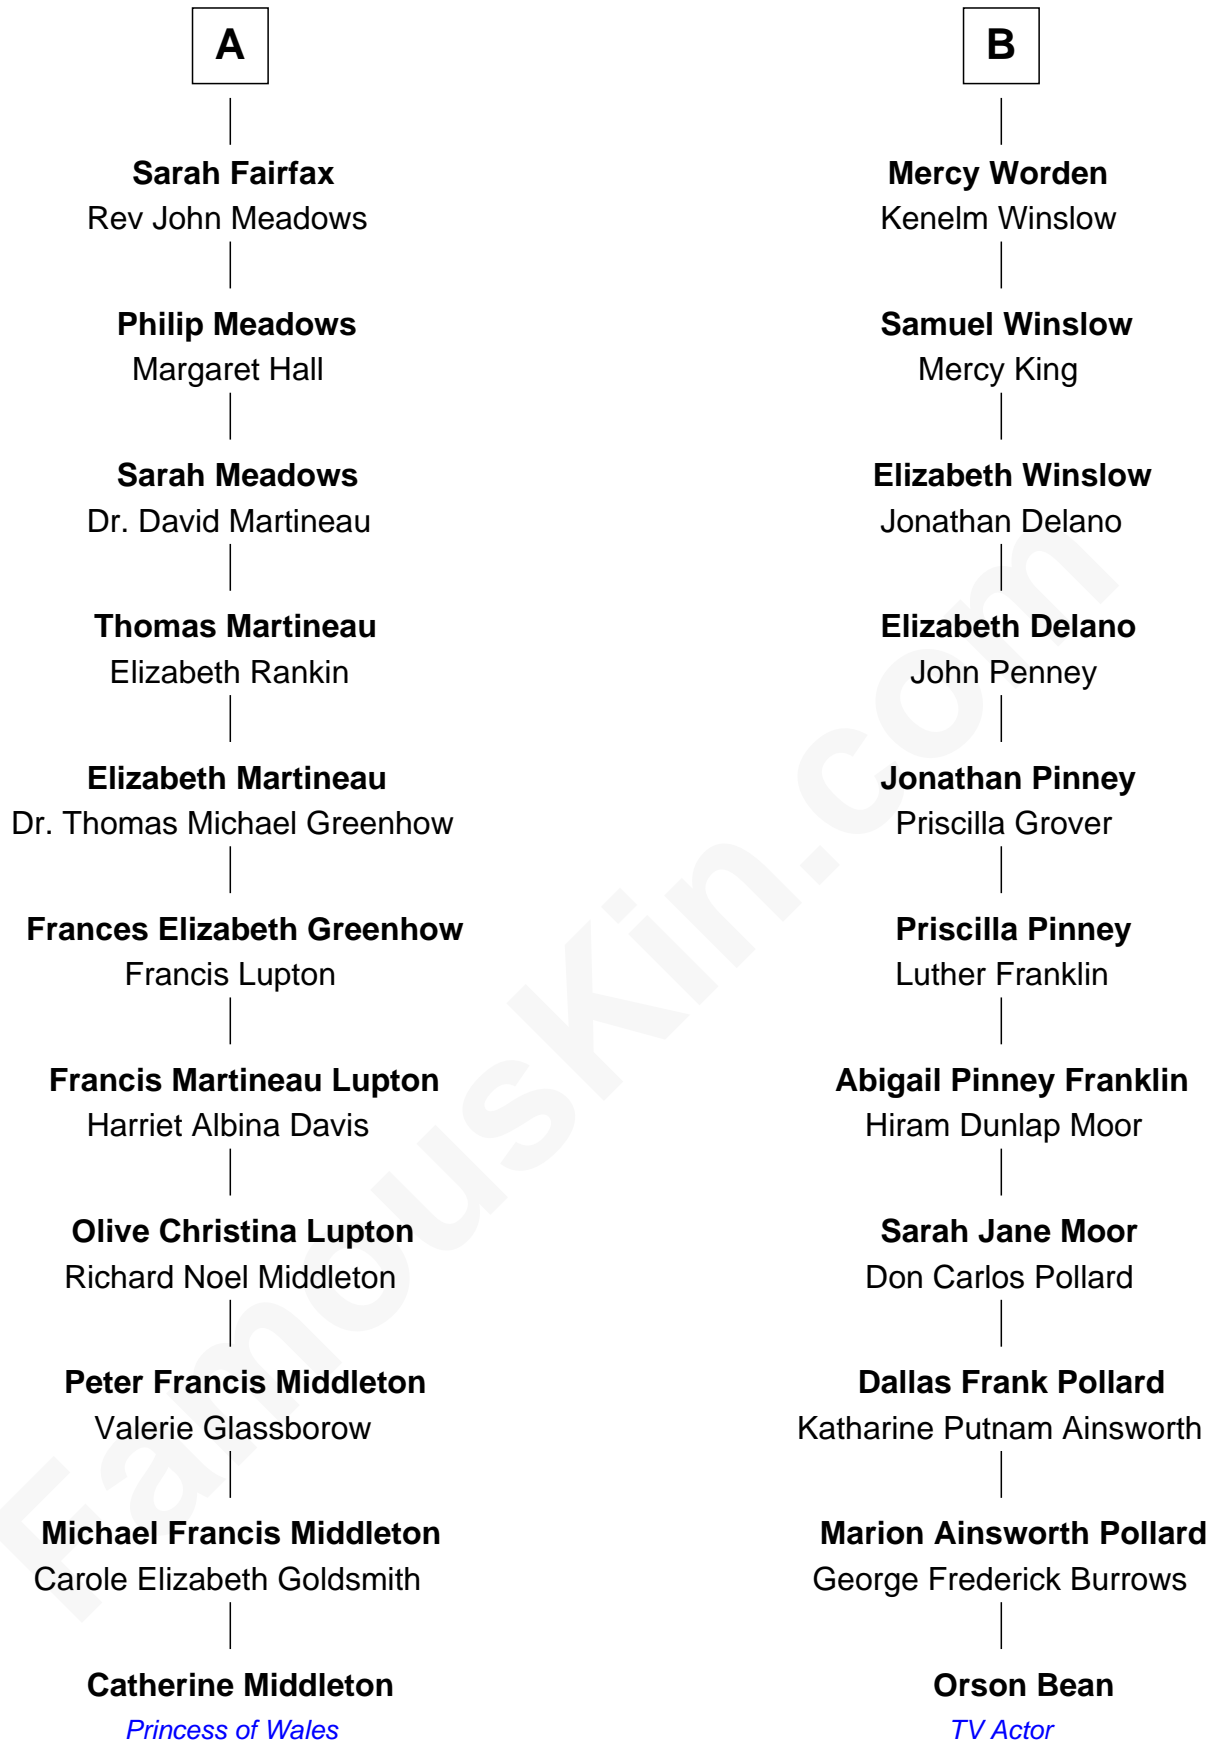 A
Sarah Fairfax
Rev John Meadows
Philip Meadows
Margaret Hall
Sarah Meadows
Dr. David Martineau
Thomas Martineau
Elizabeth Rankin
Elizabeth Martineau
Dr. Thomas Michael Greenhow
Frances Elizabeth Greenhow
Francis Lupton
Francis Martineau Lupton
Harriet Albina Davis
Olive Christina Lupton
Richard Noel Middleton
Peter Francis Middleton
Valerie Glassborow
Michael Francis Middleton
Carole Elizabeth Goldsmith
Catherine Middleton
Princess of Wales
B
Mercy Worden
Kenelm Winslow
Samuel Winslow
Mercy King
Elizabeth Winslow
Jonathan Delano
Elizabeth Delano
John Penney
Jonathan Pinney
Priscilla Grover
Priscilla Pinney
Luther Franklin
Abigail Pinney Franklin
Hiram Dunlap Moor
Sarah Jane Moor
Don Carlos Pollard
Dallas Frank Pollard
Katharine Putnam Ainsworth
Marion Ainsworth Pollard
George Frederick Burrows
Orson Bean
TV Actor
FamousKin.com